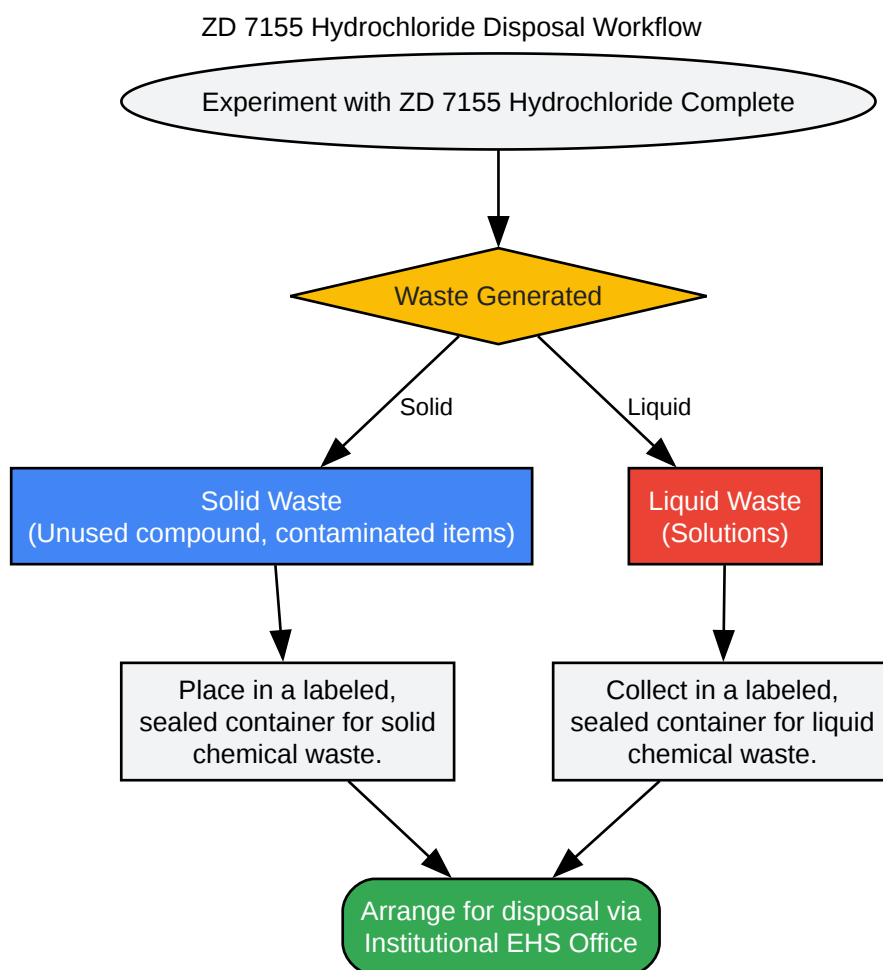 ZD 7155 Hydrochloride Disposal Workflow
Experiment with ZD 7155 Hydrochloride Complete
Waste Generated
Solid
Liquid
Solid Waste
(Unused compound, contaminated items)
Liquid Waste
(Solutions)
Place in a labeled,
sealed container for solid
chemical waste.
Collect in a labeled,
sealed container for liquid
chemical waste.
Arrange for disposal via
Institutional EHS Office